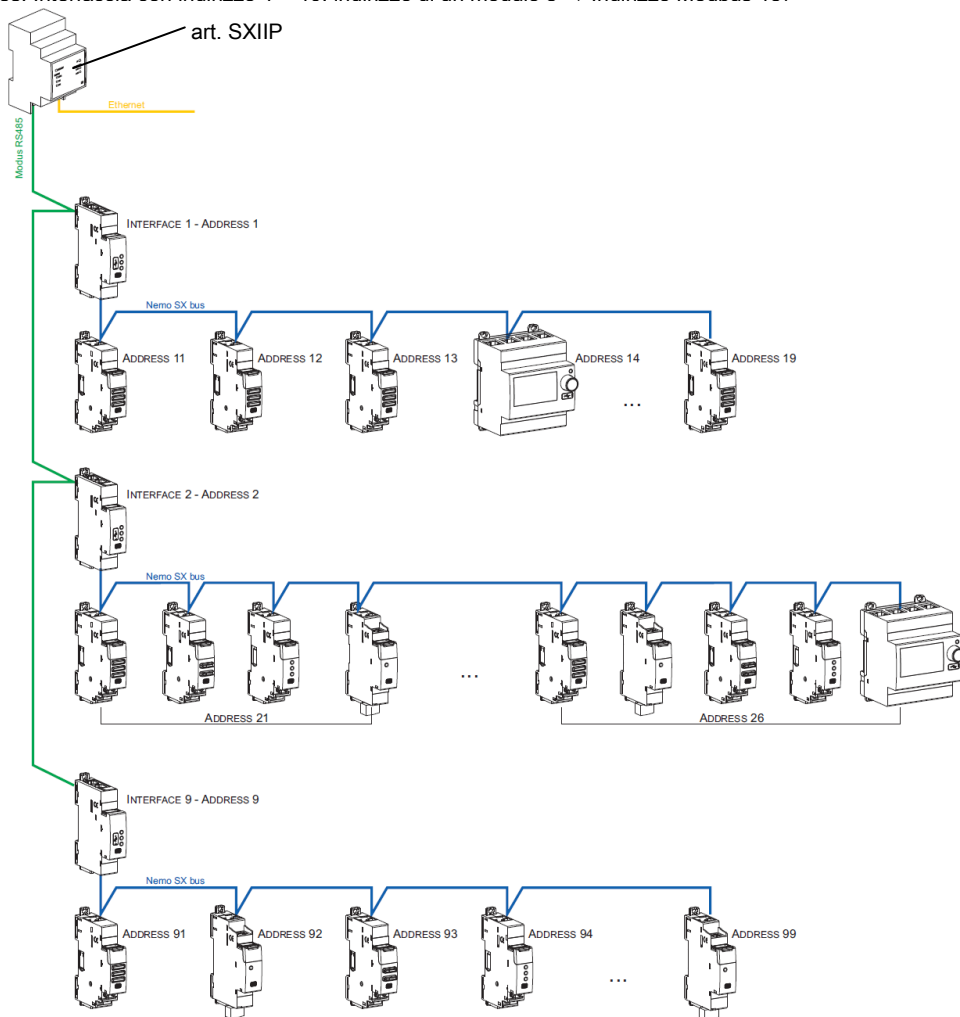 art. SXIIP
Ethernet
Modus RS485
INTERFACE 1 - ADDRESS 1
Nemo SX bus
ADDRESS 11
ADDRESS 12
ADDRESS 13
ADDRESS 14
ADDRESS 19
...
INTERFACE 2 - ADDRESS 2
Nemo SX bus
...
ADDRESS 21
ADDRESS 26
INTERFACE 9 - ADDRESS 9
Nemo SX bus
ADDRESS 91
ADDRESS 92
ADDRESS 93
ADDRESS 94
ADDRESS 99
...